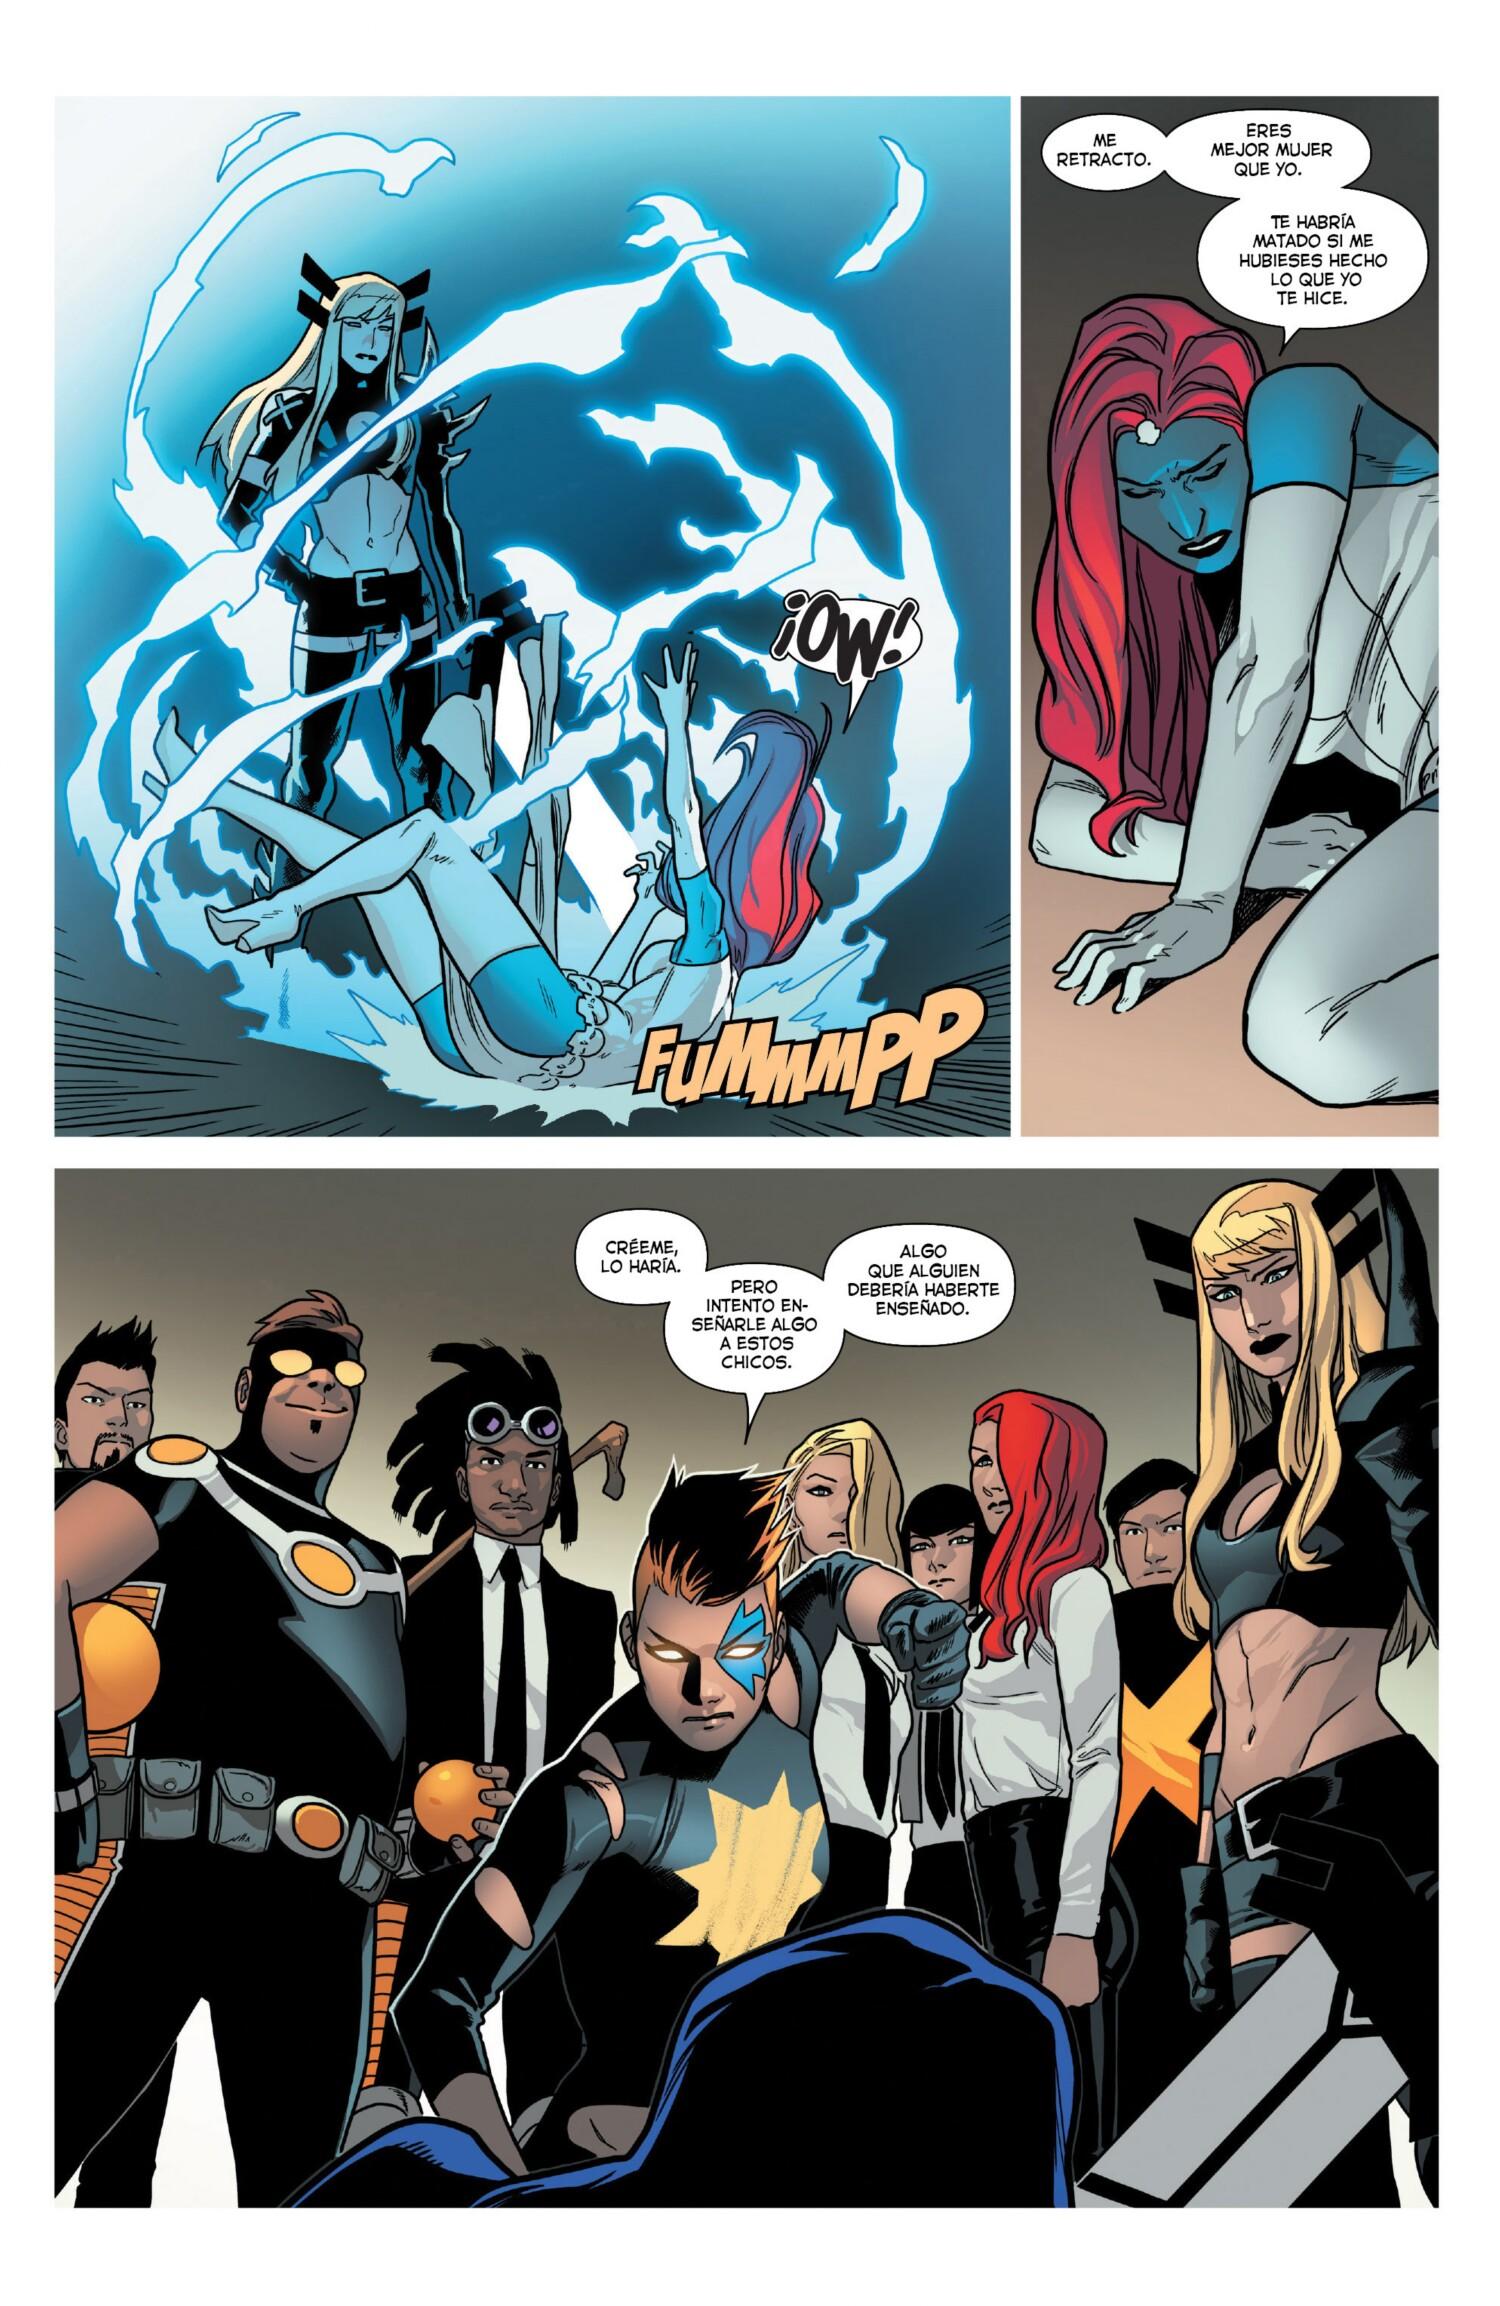 ¡OW!
FUMMMMPP
ME
RETRACTO.
ERES
MEJOR MUJER
QUE YO.
TE HABRÍA
MATADO SI ME
HUBIESES HECHO
LO QUE YO
TE HICE.
CRÉEME,
LO HARÍA.
PERO
INTENTO EN-
SEÑARLE ALGO
A ESTOS
CHICOS.
ALGO
QUE ALGUIEN
DEBERÍA HABERTE
ENSEÑADO.